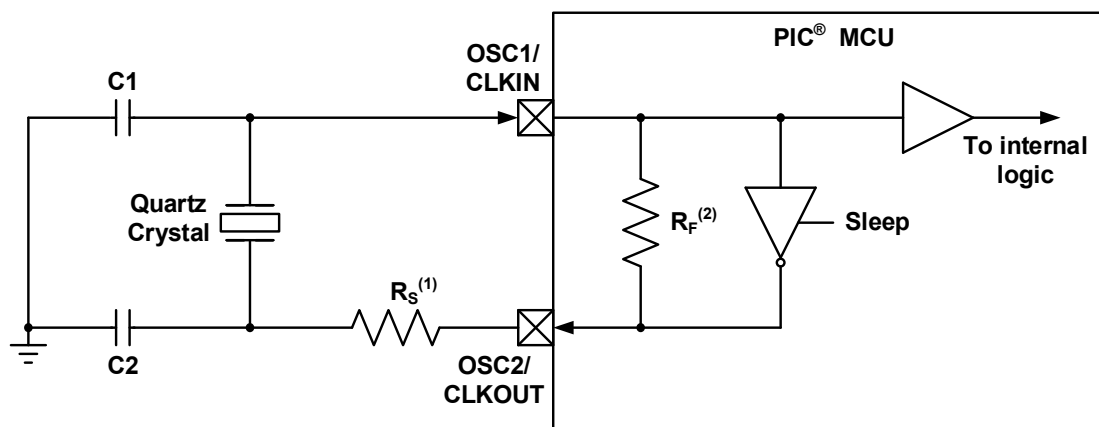 PIC® MCU
OSC1/
CLKIN
C1
To internal
logic
Quartz
Crystal
RF(2)
Sleep
RS(1)
C2
OSC2/
CLKOUT